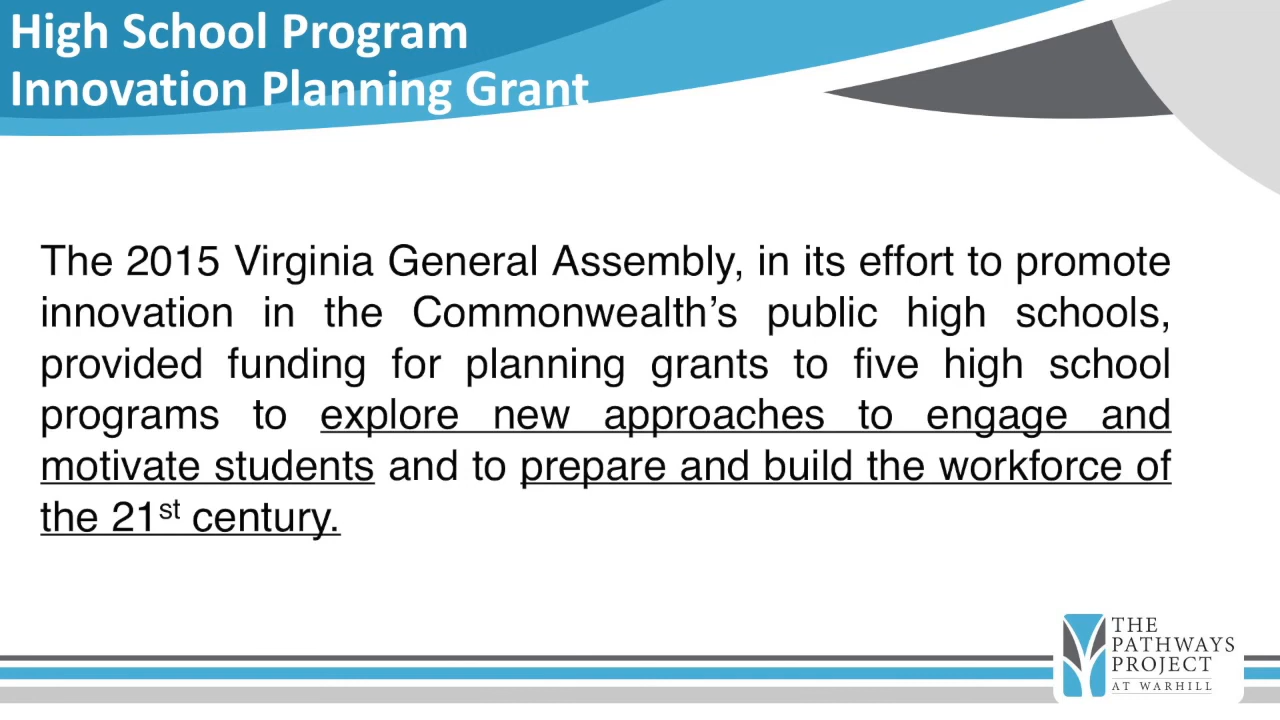 High School Program
Innovation Planning Grant
The 2015 Virginia General Assembly, in its effort to promote
innovation in the Commonwealth’s public high schools,
provided funding for planning grants to five high school
programs to explore new approaches to engage and
motivate students and to prepare and build the workforce of
the 21st century.
THE
PATHWAYS
PROJECT
AT WARHILL